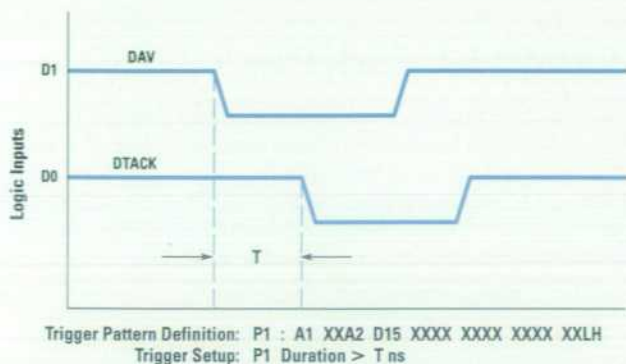 DAV
D1
DTACK
D0
Logic Inputs
T
Trigger Pattern Definition: P1 : A1 XXA2 D15 XXXX XXXX XXXX XXLH
Trigger Setup: P1 Duration > T ns